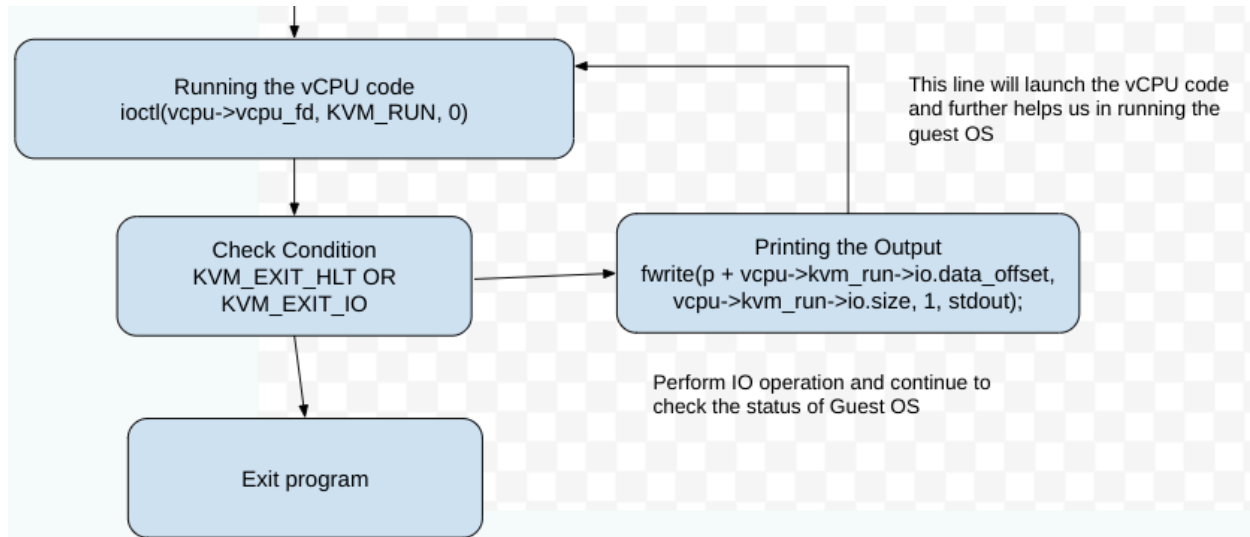 Running the vCPU code
ioctl(vcpu->vcpu_fd, KVM_RUN, 0)
This line will launch the vCPU code
and further helps us in running the
guest OS
Check Condition
KVM_EXIT_HLT OR
KVM_EXIT_IO
Printing the Output
fwrite(p + vcpu->kvm_run->io.data_offset,
vcpu->kvm_run->io.size, 1, stdout);
Perform IO operation and continue to
check the status of Guest OS
Exit program